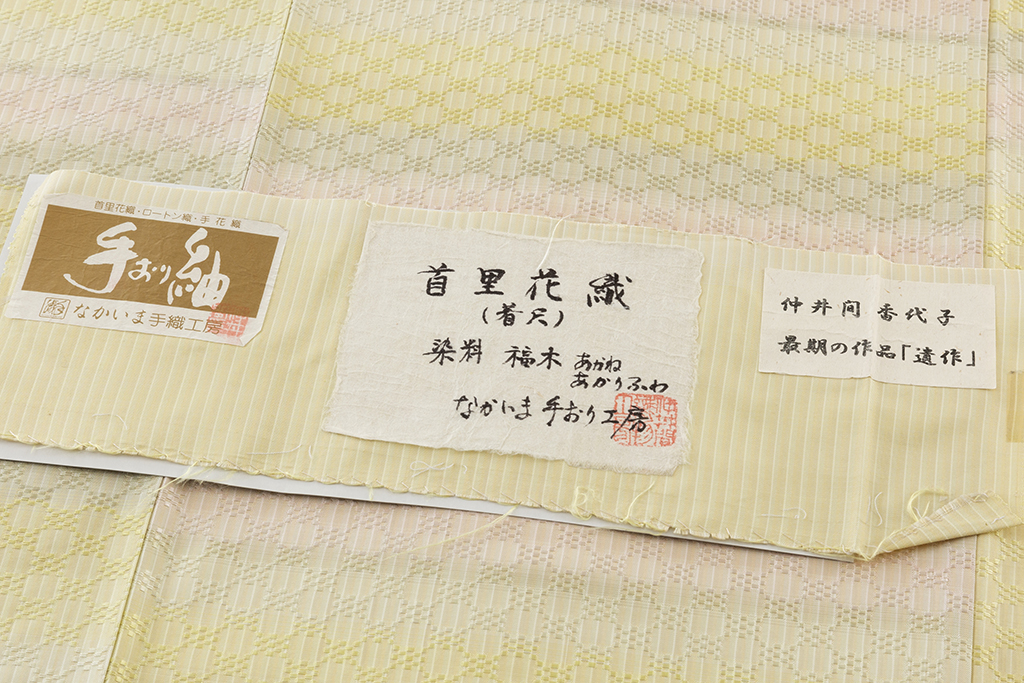 首里花織・ロートン織・手花織
手おり紬
なかいま手織工房
首里花織
(着尺)
染料 福木 あかね
あかりふわ
なかいま手おり工房
仲井間香代子
最期の作品「遺作」